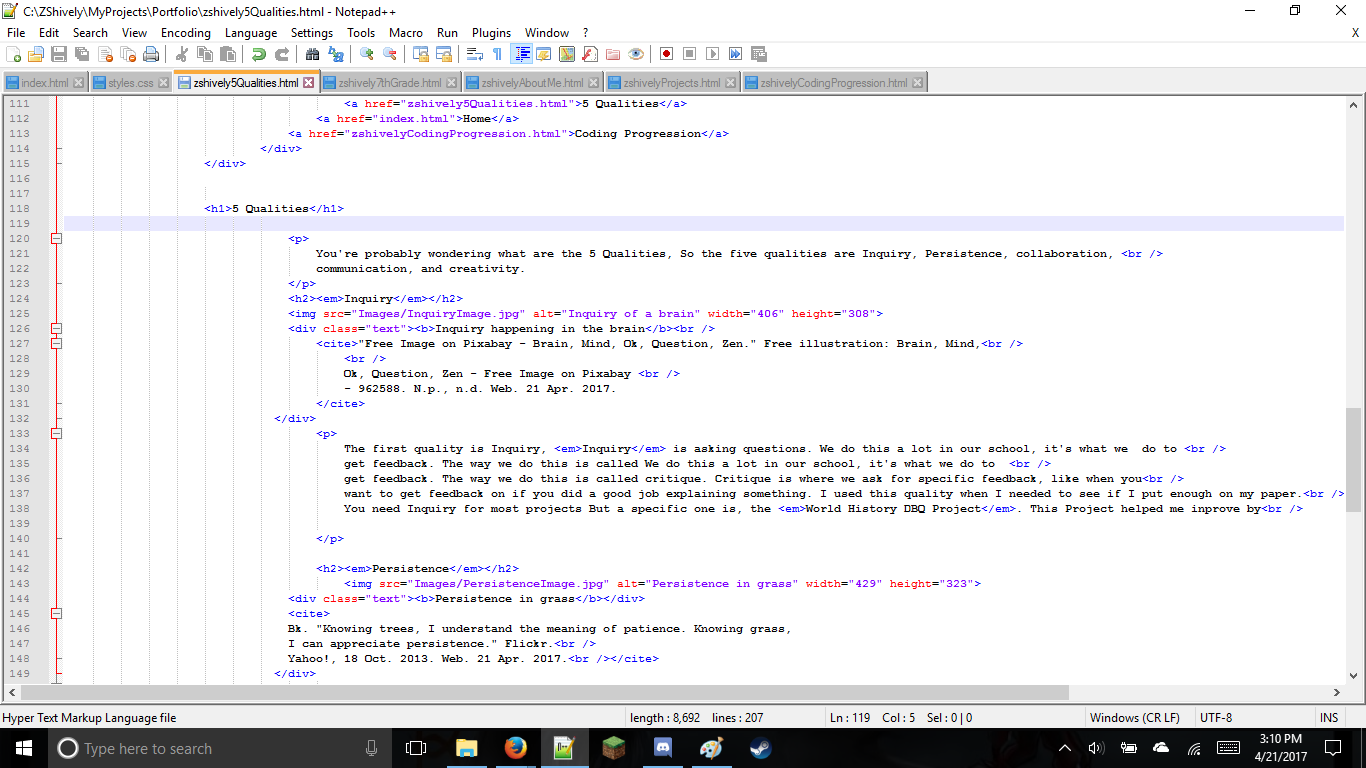 C:\ZShively\MyProjects\Portfolio\zshively5Qualities.html - Notepad++
File Edit Search View Encoding Language Settings Tools Macro Run Plugins Window ? X
index.html styles.css zshively5Qualities.html zshively7thGrade.html zshivelyAboutMe.html zshivelyProjects.html zshivelyCodingProgression.html
111 <a href="zshively5Qualities.html">5 Qualities</a>
112 <a href="index.html">Home</a>
113 <a href="zshivelyCodingProgression.html">Coding Progression</a>
114 </div>
115 </div>
116
117
118 <h1>5 Qualities</h1>
119
120 <p>
121 You're probably wondering what are the 5 Qualities, So the five qualities are Inquiry, Persistence, collaboration, <br />
122 communication, and creativity.
123 </p>
124 <h2><em>Inquiry</em></h2>
125 <img src="Images/InquiryImage.jpg" alt="Inquiry of a brain" width="406" height="308">
126 <div class="text"><b>Inquiry happening in the brain</b><br />
127 <cite>"Free Image on Pixabay - Brain, Mind, Ok, Question, Zen." Free illustration: Brain, Mind,<br />
128 <br />
129 Ok, Question, Zen - Free Image on Pixabay <br />
130 - 962588. N.p., n.d. Web. 21 Apr. 2017.
131 </cite>
132 </div>
133 <p>
134 The first quality is Inquiry, <em>Inquiry</em> is asking questions. We do this a lot in our school, it's what we  do to <br />
135 get feedback. The way we do this is called We do this a lot in our school, it's what we do to  <br />
136 get feedback. The way we do this is called critique. Critique is where we ask for specific feedback, like when you<br />
137 want to get feedback on if you did a good job explaining something. I used this quality when I needed to see if I put enough on my paper.<br />
138 You need Inquiry for most projects But a specific one is, the <em>World History DBQ Project</em>. This Project helped me inprove by<br />
139
140 </p>
141
142 <h2><em>Persistence</em></h2>
143 <img src="Images/PersistenceImage.jpg" alt="Persistence in grass" width="429" height="323">
144 <div class="text"><b>Persistence in grass</b></div>
145 <cite>
146 Bk. "Knowing trees, I understand the meaning of patience. Knowing grass,
147 I can appreciate persistence." Flickr.<br />
148 Yahoo!, 18 Oct. 2013. Web. 21 Apr. 2017.<br /></cite>
149 </div>
Hyper Text Markup Language file length : 8,692 lines : 207 Ln : 119 Col : 5 Sel : 0 | 0 Windows (CR LF) UTF-8 INS
Type here to search 3:10 PM
4/21/2017